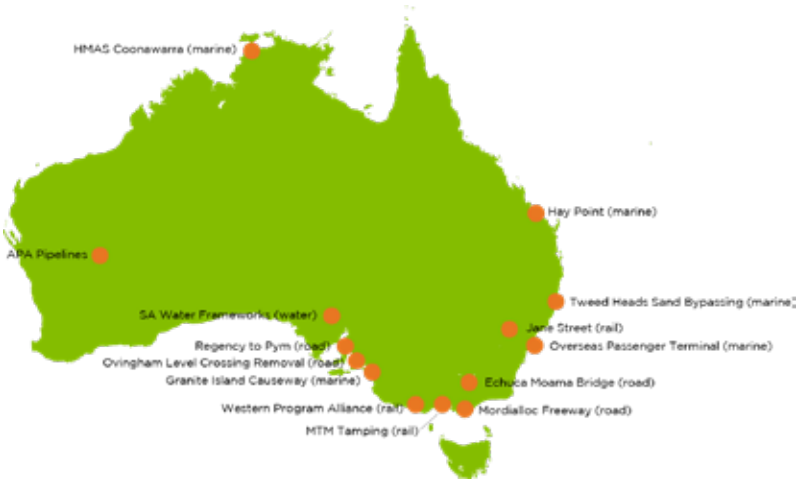 HMAS Coonawarra (marine)
Hay Point (marine)
APA Pipelines
Tweed Heads Sand Bypassing (marine)
SA Water Frameworks (water)
Jane Street (rail)
Regency to Pym (road)
Overseas Passenger Terminal (marine)
Ovingham Level Crossing Removal (road)
Granite Island Causeway (marine)
Echuca Moama Bridge (road)
Western Program Alliance (rail)
Mordialloc Freeway (road)
MTM Tamping (rail)